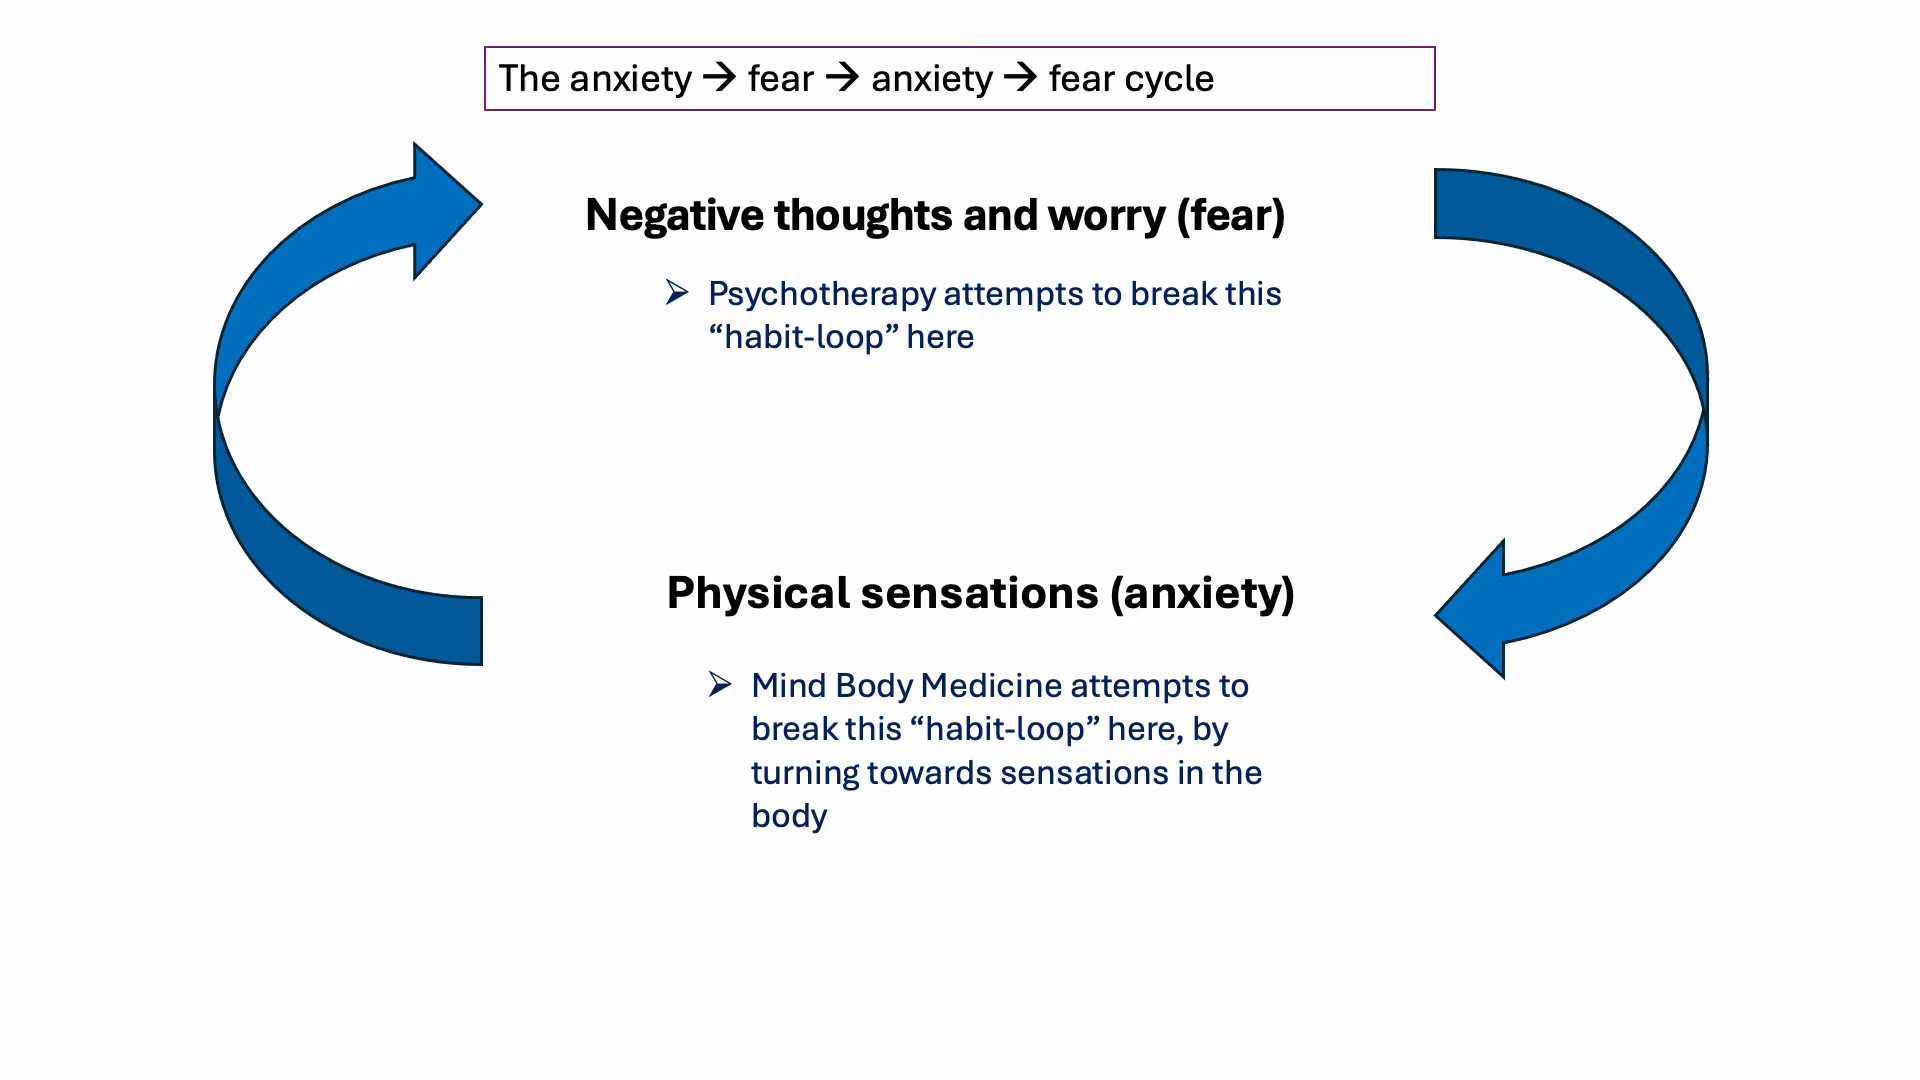 The anxiety → fear → anxiety → fear cycle
Negative thoughts and worry (fear)
➢ Psychotherapy attempts to break this
“habit-loop” here
Physical sensations (anxiety)
➢ Mind Body Medicine attempts to
break this “habit-loop” here, by
turning towards sensations in the
body